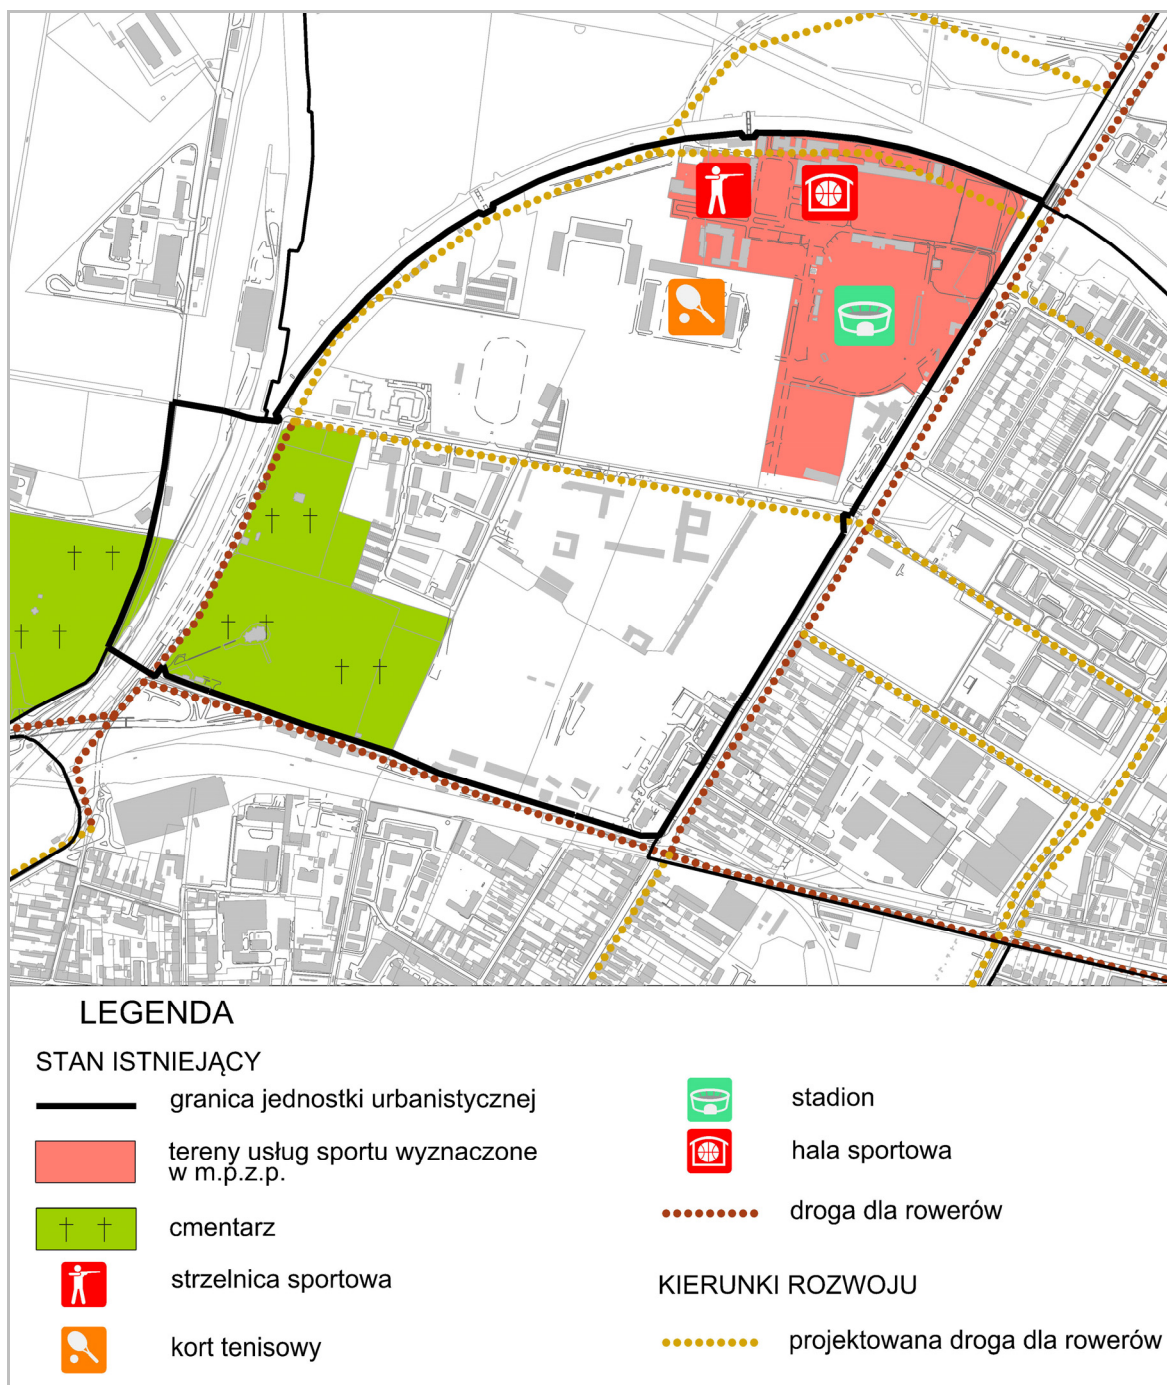 LEGENDA
STAN ISTNIEJĄCY
granica jednostki urbanistycznej
tereny usług sportu wyznaczone
w m.p.z.p.
cmentarz
strzelnica sportowa
kort tenisowy
stadion
hala sportowa
droga dla rowerów
KIERUNKI ROZWOJU
projektowana droga dla rowerów